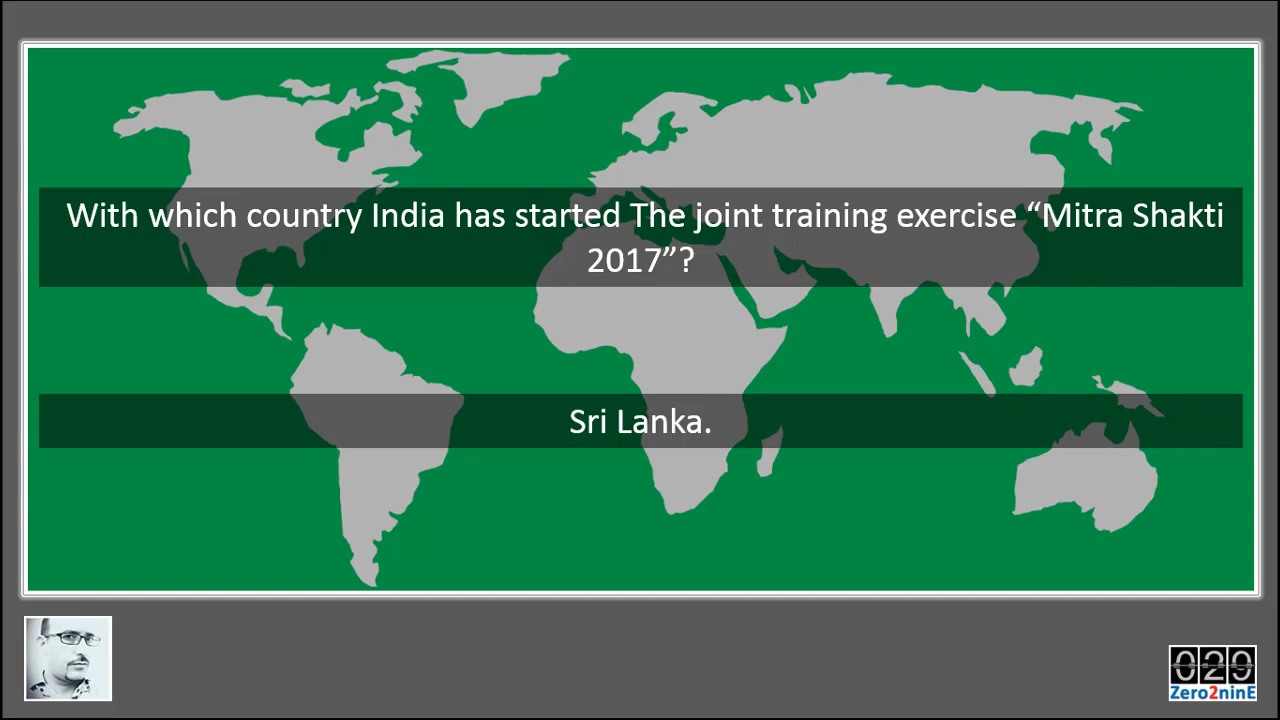 With which country India has started The joint training exercise “Mitra Shakti
2017”?
Sri Lanka.
029
Zero2ninE